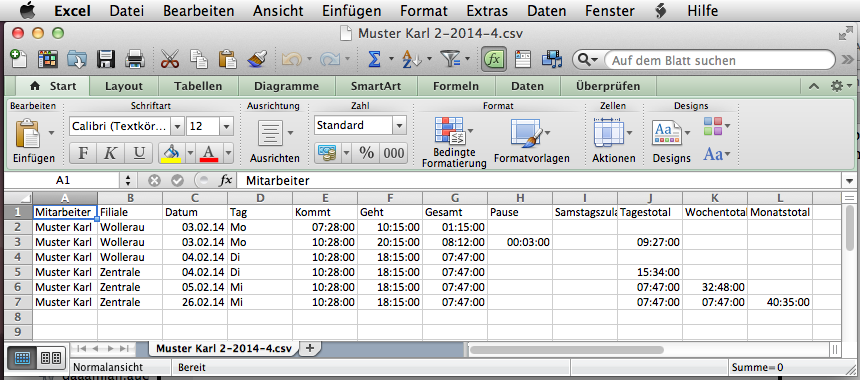 Excel Datei Bearbeiten Ansicht Einfügen Format Extras Daten Fenster Hilfe
Muster Karl 2-2014-4.csv
Auf dem Blatt suchen
Start Layout Tabellen Diagramme SmartArt Formeln Daten Überprüfen
Bearbeiten Schriftart Ausrichtung Zahl Format Zellen Designs
Calibri (Textkör... 12 Standard
F K U A % 000 Aa
Einfügen Ausrichten Bedingte Formatierung Formatvorlagen Aktionen Designs Aa
A1 fx Mitarbeiter
A B C D E F G H I J K L
1 Mitarbeiter Filiale Datum Tag Kommt Geht Gesamt Pause Samstagszula Tagestotal Wochentotal Monatstotal
2 Muster Karl Wollerau 03.02.14 Mo 07:28:00 10:15:00 01:15:00
3 Muster Karl Wollerau 03.02.14 Mo 10:28:00 20:15:00 08:12:00 00:03:00 09:27:00
4 Muster Karl Wollerau 04.02.14 Di 10:28:00 18:15:00 07:47:00
5 Muster Karl Zentrale 04.02.14 Di 10:28:00 18:15:00 07:47:00 15:34:00
6 Muster Karl Zentrale 05.02.14 Mi 10:28:00 18:15:00 07:47:00 07:47:00 32:48:00
7 Muster Karl Zentrale 26.02.14 Mi 10:28:00 18:15:00 07:47:00 07:47:00 07:47:00 40:35:00
8
9
Muster Karl 2-2014-4.csv
Normalansicht Bereit Summe= 0